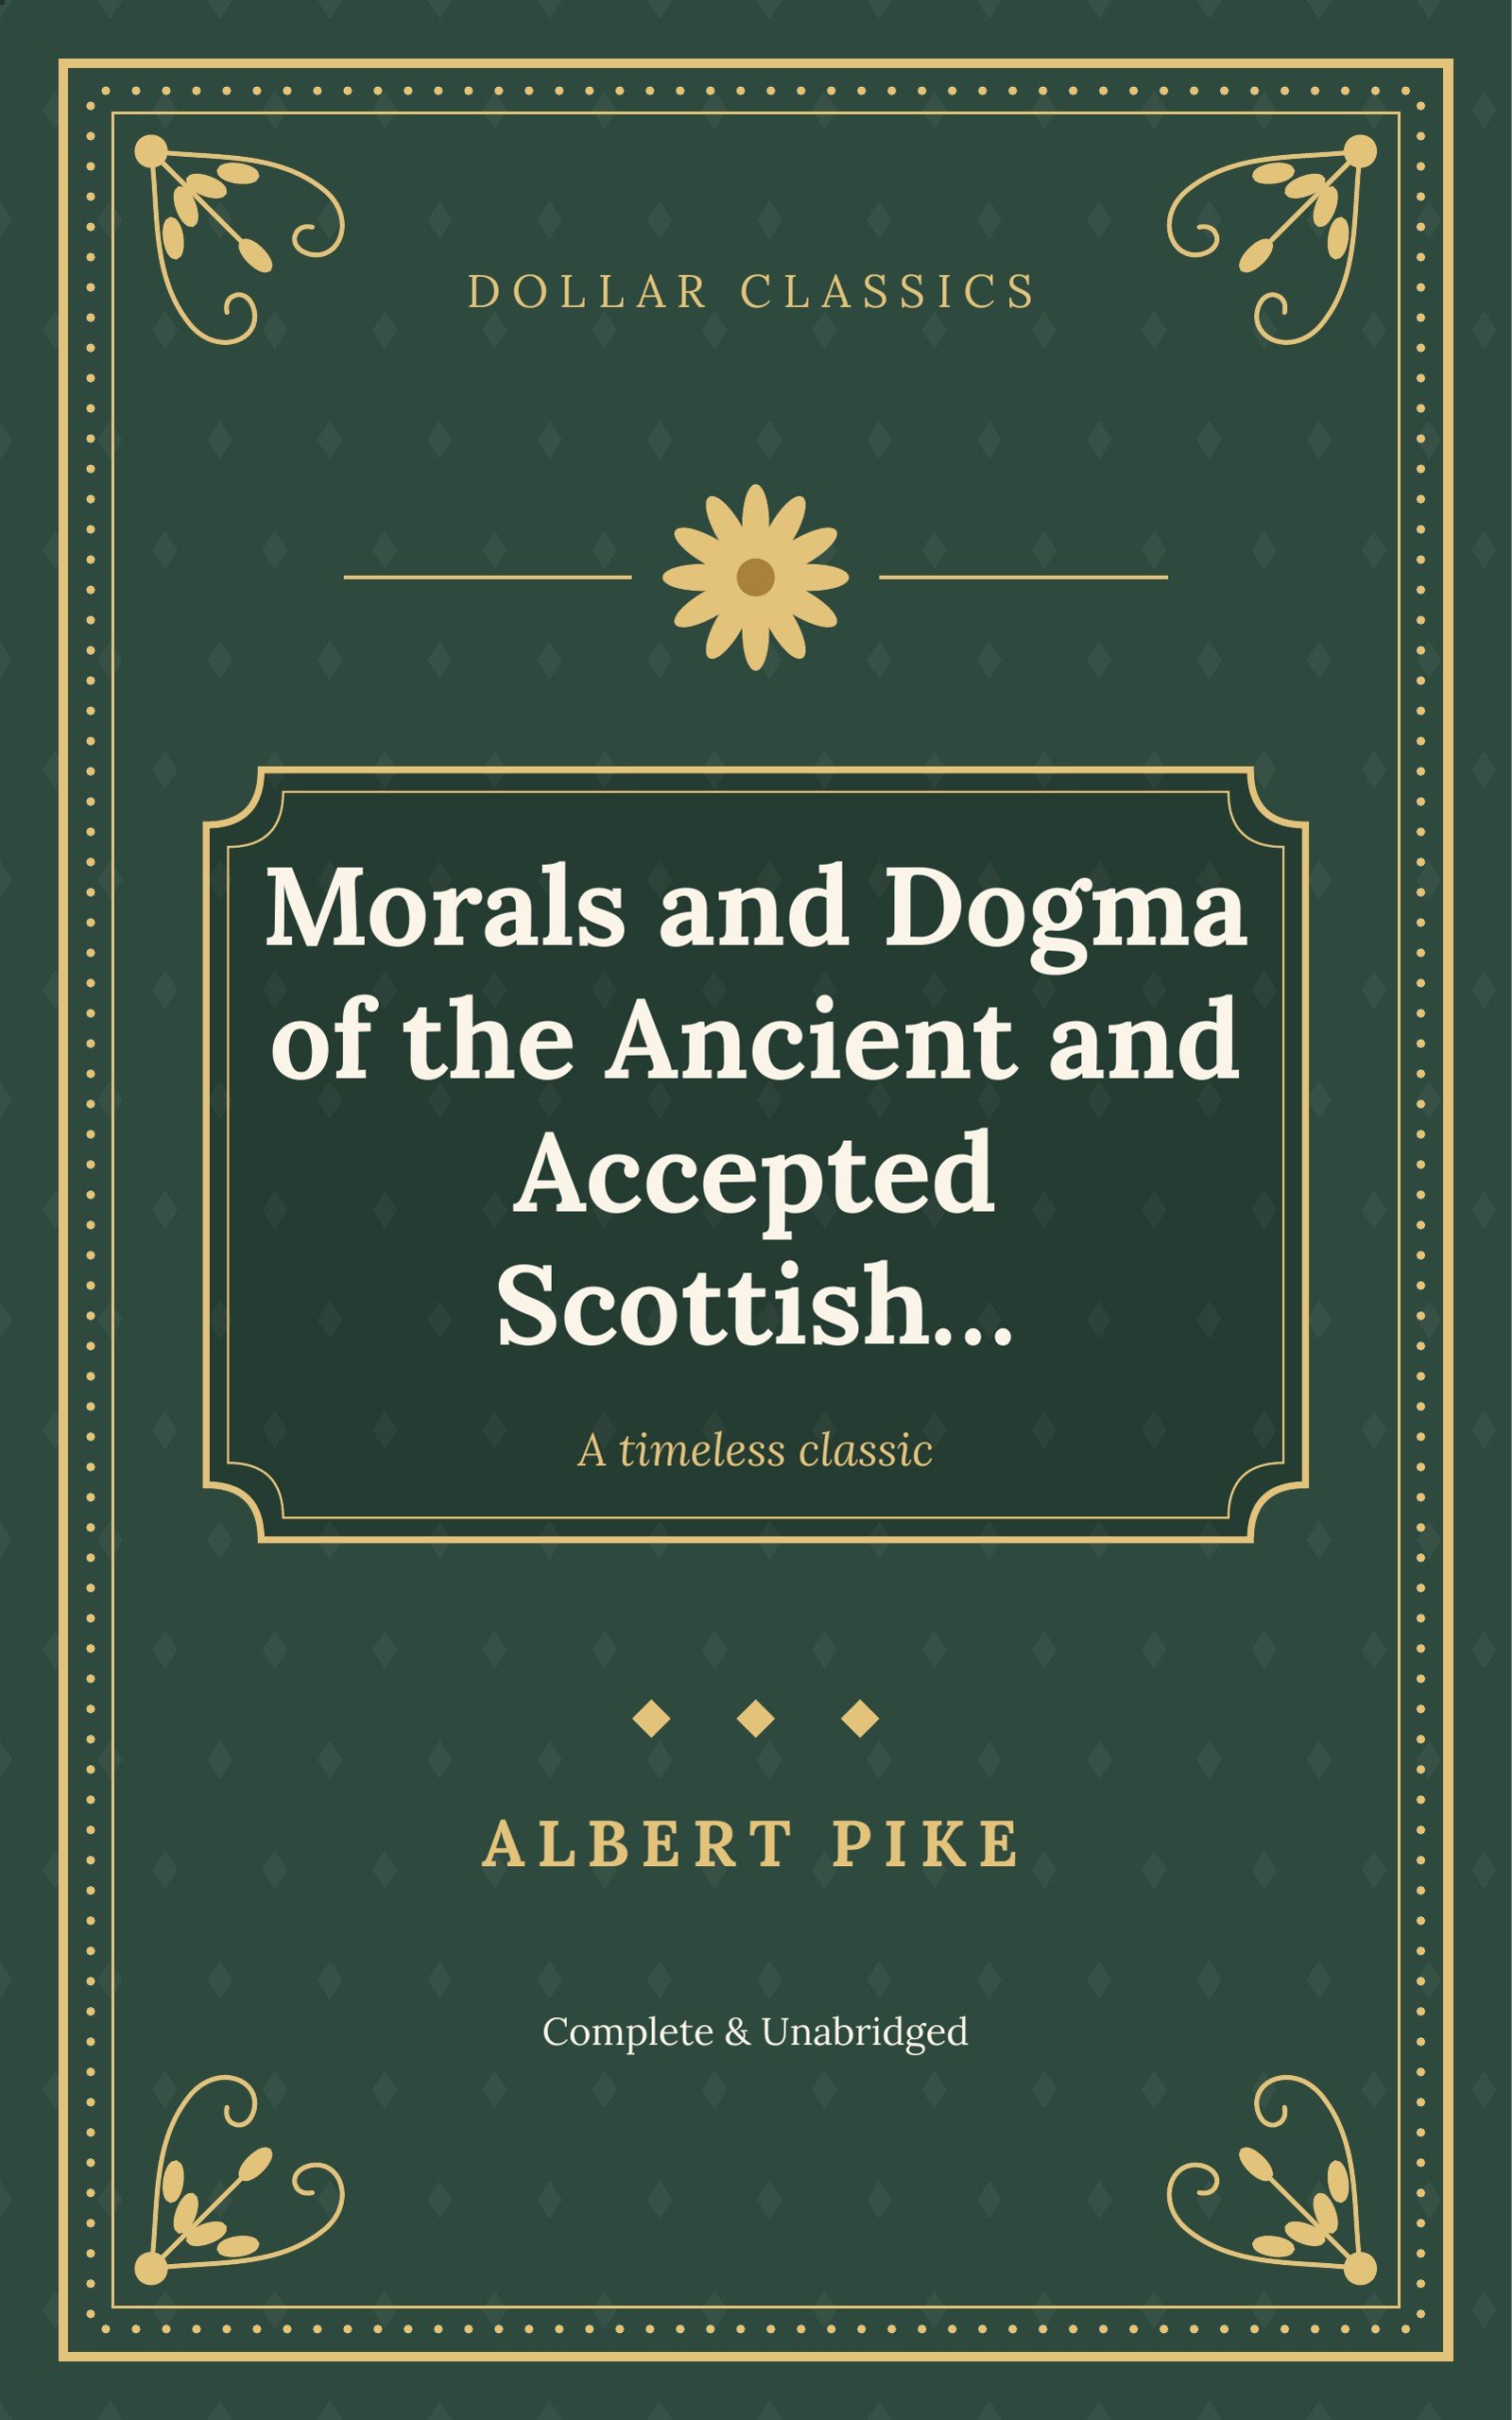 DOLLAR CLASSICS
Morals and Dogma
of the Ancient and
Accepted
Scottish...
A timeless classic
ALBERT PIKE
Complete & Unabridged